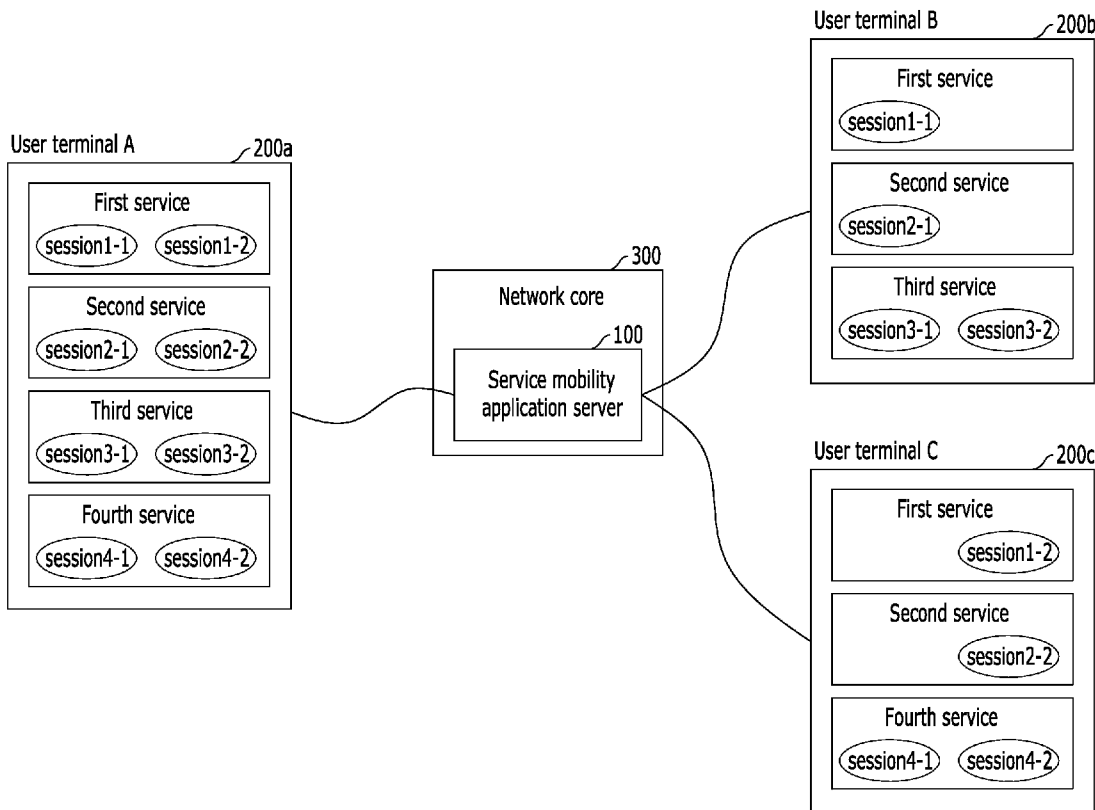 User terminal A
200a
First service
session1-1 session1-2
Second service
session2-1 session2-2
Third service
session3-1 session3-2
Fourth service
session4-1 session4-2
300
Network core
100
Service mobility
application server
User terminal B
200b
First service
session1-1
Second service
session2-1
Third service
session3-1 session3-2
User terminal C
200c
First service
session1-2
Second service
session2-2
Fourth service
session4-1 session4-2